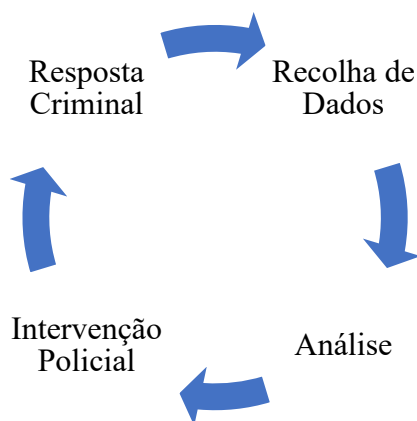 Resposta
Criminal
Recolha de
Dados
Análise
Intervenção
Policial